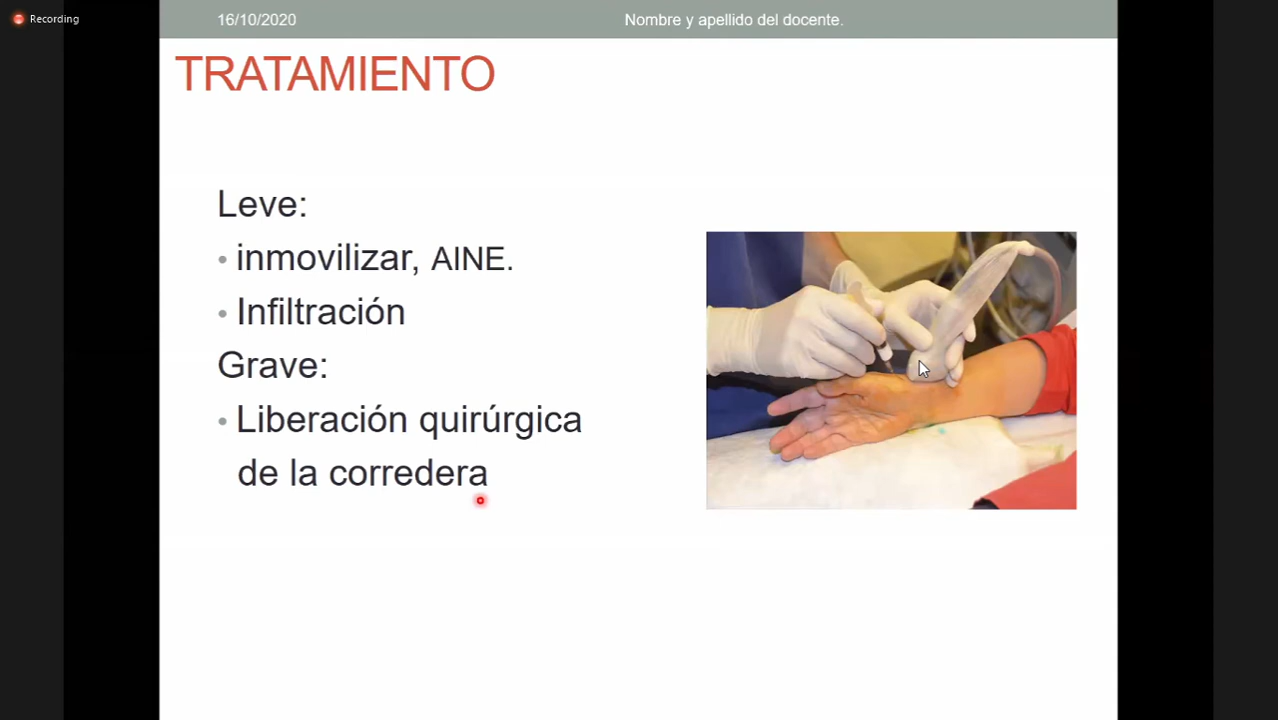 Recording
16/10/2020
Nombre y apellido del docente.
TRATAMIENTO
Leve:
• inmovilizar, AINE.
• Infiltración
Grave:
• Liberación quirúrgica
de la corredera